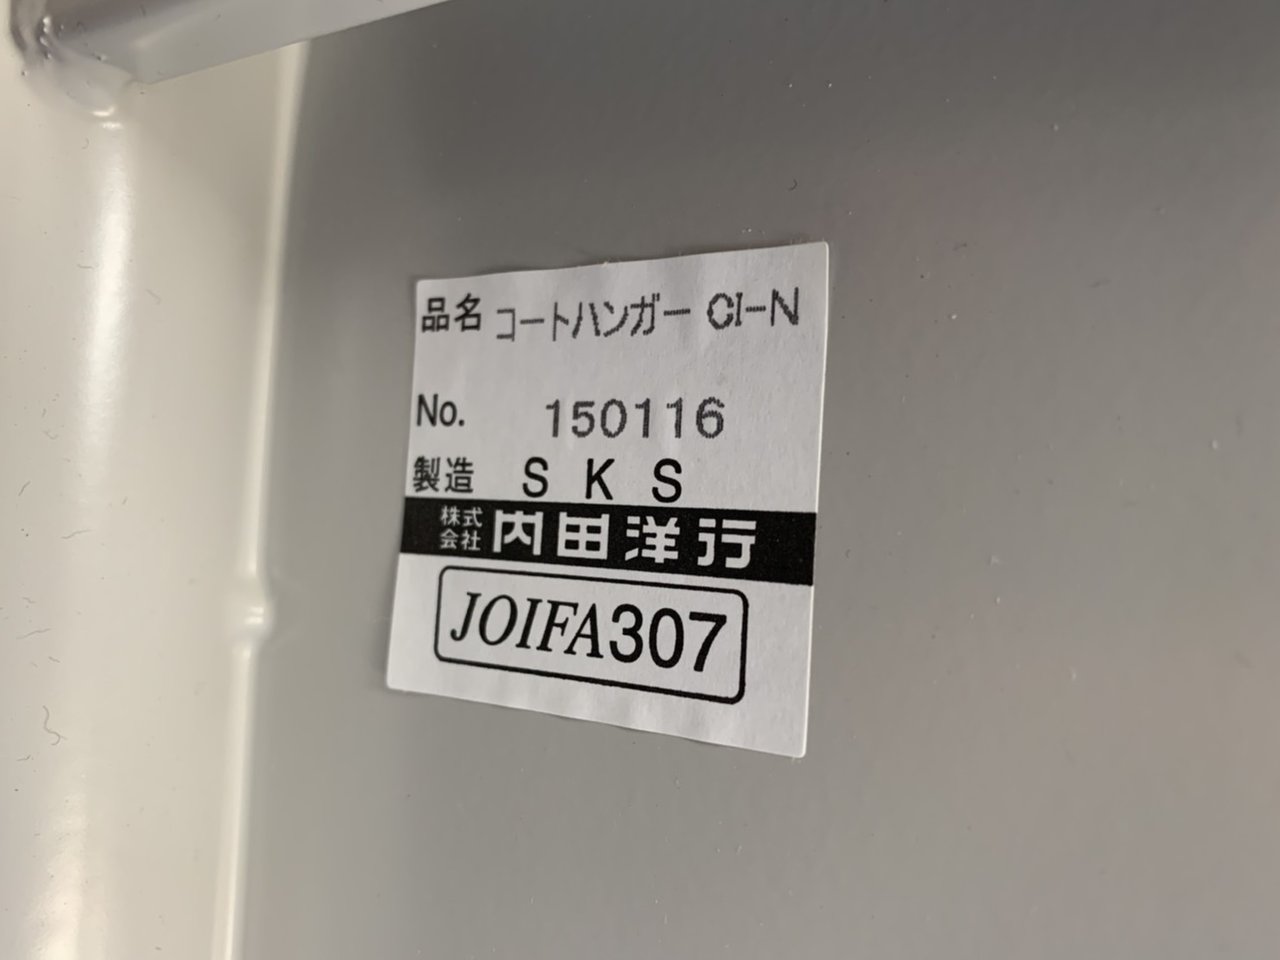 品名 コートハンガー CI-N
No. 150116
製造 S K S
株式会社 内田洋行
JOIFA307